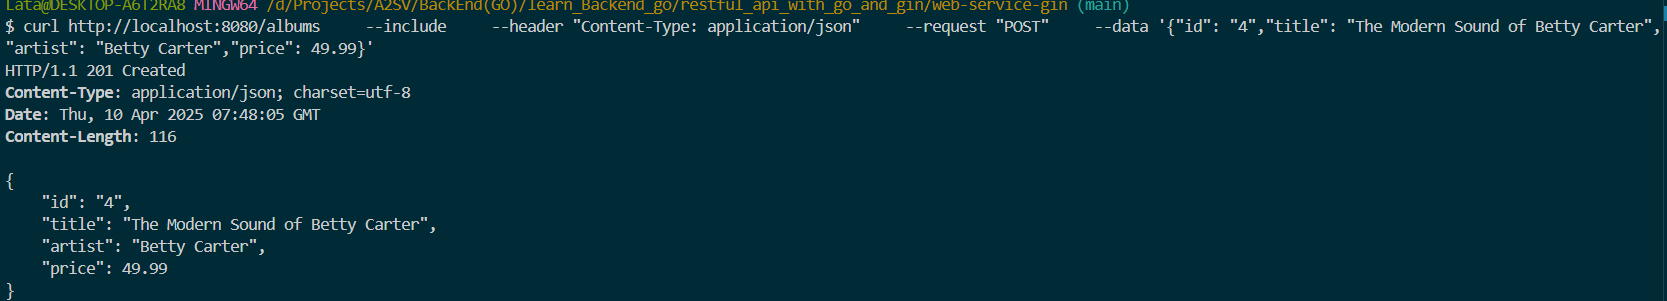 Lata@DESKTOP-A6T2RA8 MINGW64 /d/Projects/A2SV/BackEnd(GO)/learn_Backend_go/restful_api_with_go_and_gin/web-service-gin (main)
$ curl http://localhost:8080/albums     --include     --header "Content-Type: application/json"     --request "POST"     --data '{"id": "4","title": "The Modern Sound of Betty Carter",
"artist": "Betty Carter","price": 49.99}'
HTTP/1.1 201 Created
Content-Type: application/json; charset=utf-8
Date: Thu, 10 Apr 2025 07:48:05 GMT
Content-Length: 116

{
    "id": "4",
    "title": "The Modern Sound of Betty Carter",
    "artist": "Betty Carter",
    "price": 49.99
}